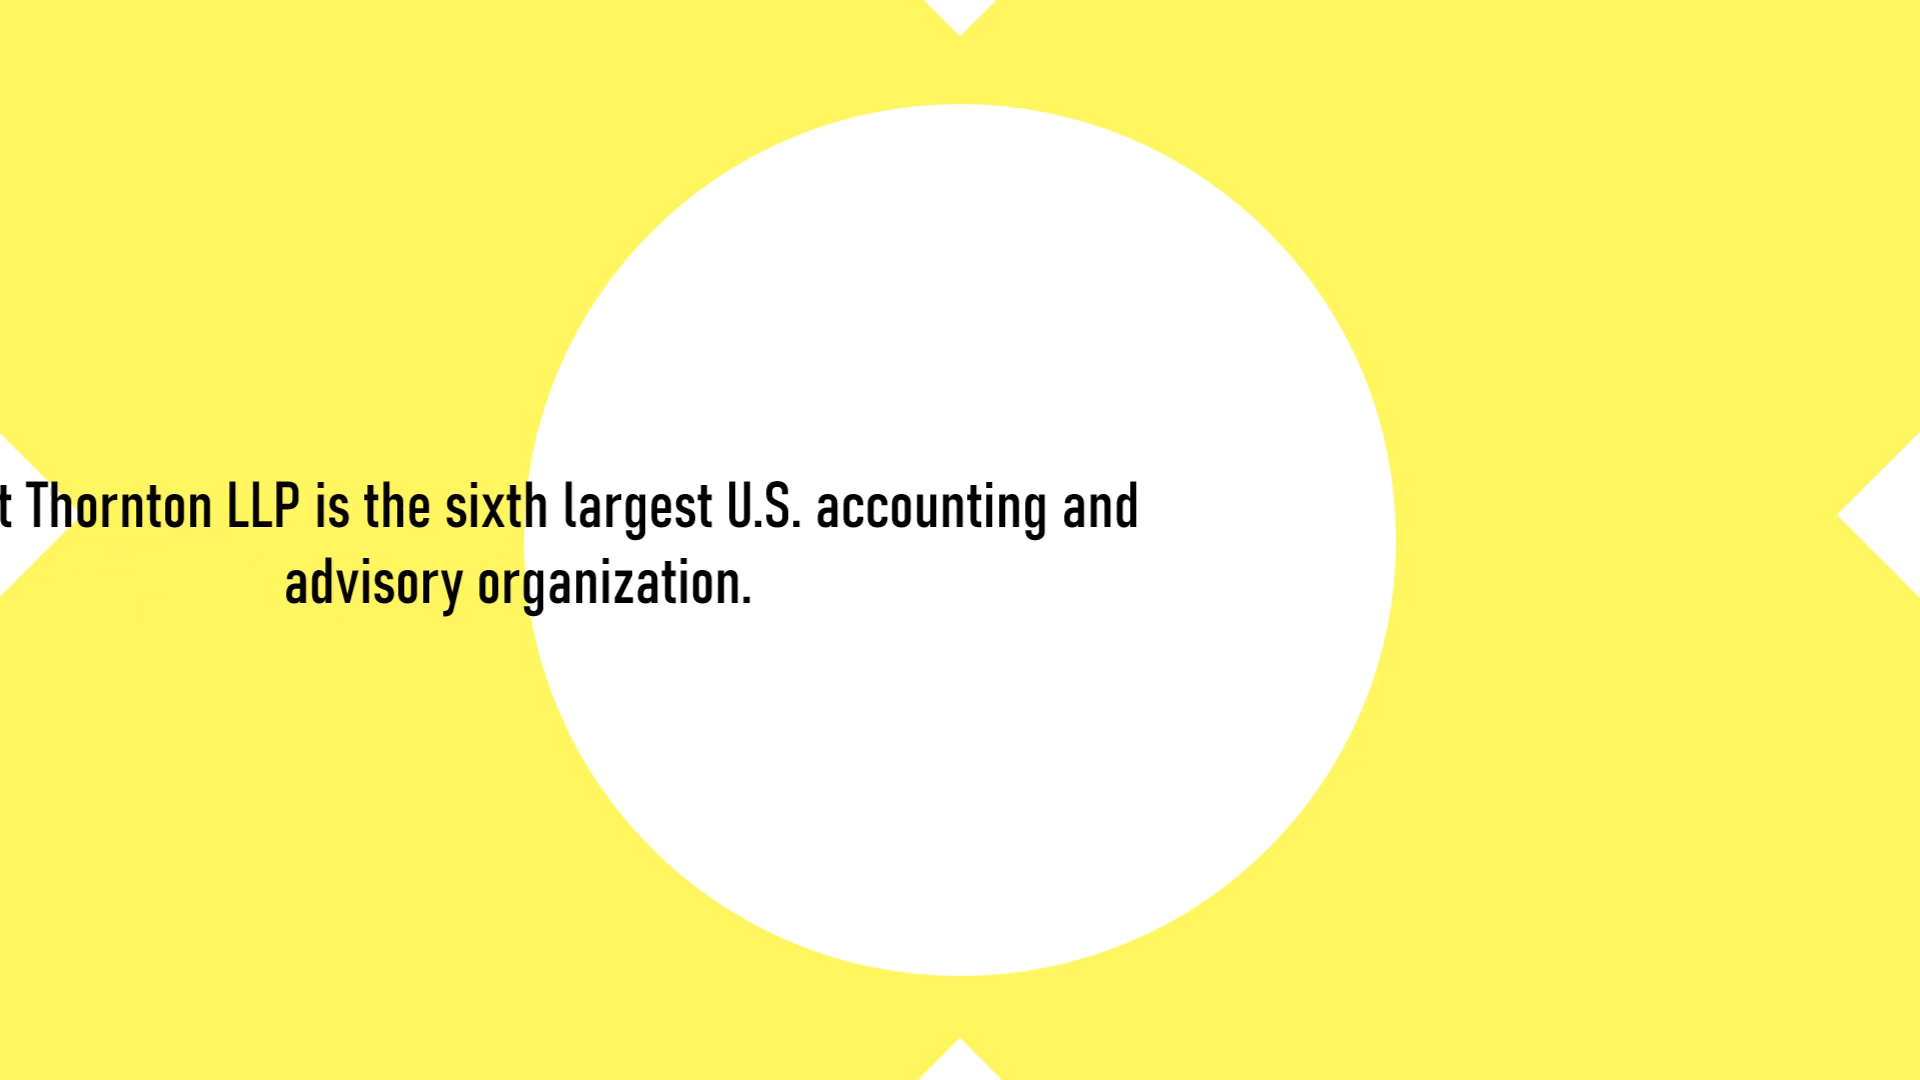 t Thornton LLP is the sixth largest U.S. accounting and
advisory organization.